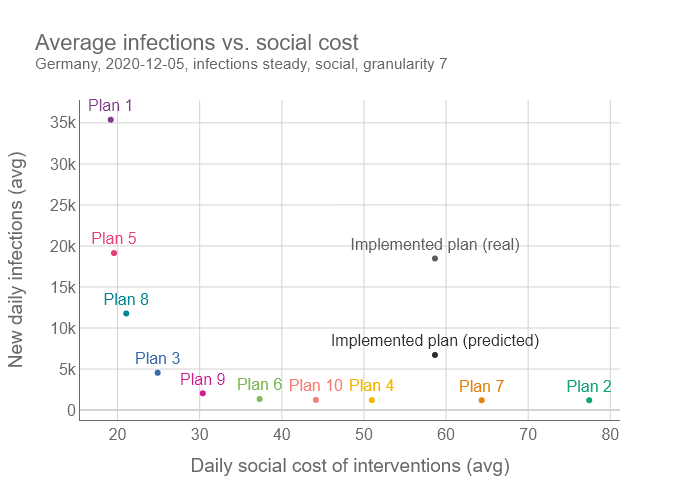 Average infections vs. social cost
Germany, 2020-12-05, infections steady, social, granularity 7
New daily infections (avg)
35k
30k
25k
20k
15k
10k
5k
0
Plan 1
Plan 5
Implemented plan (real)
Plan 8
Implemented plan (predicted)
Plan 3
Plan 9
Plan 6
Plan 10
Plan 4
Plan 7
Plan 2
20
30
40
50
60
70
80
Daily social cost of interventions (avg)